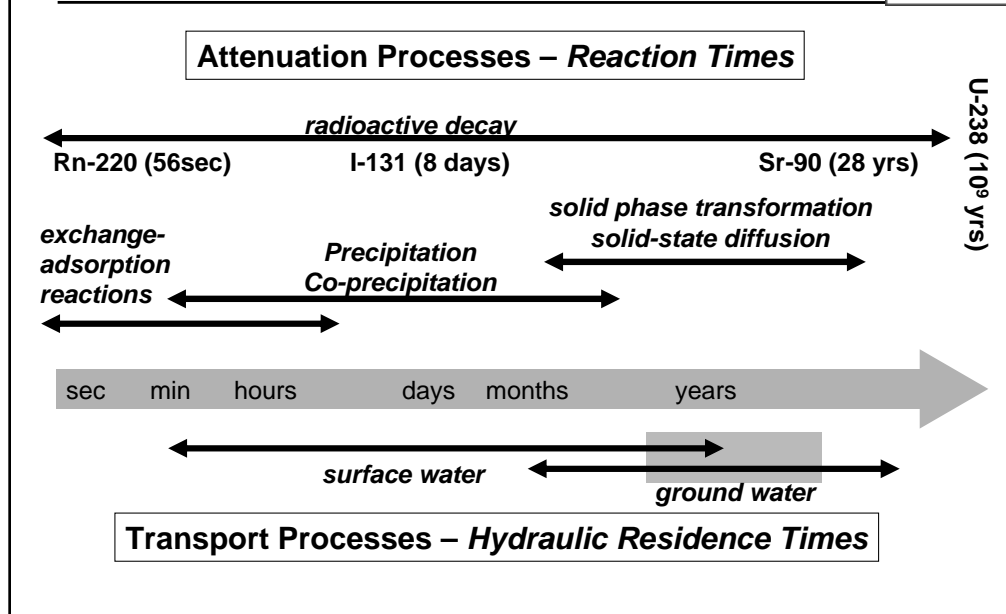 Attenuation Processes – Reaction Times
radioactive decay
Rn-220 (56sec) I-131 (8 days) Sr-90 (28 yrs)
U-238 (10⁹ yrs)
solid phase transformation
solid-state diffusion
exchange-
adsorption
reactions
Precipitation
Co-precipitation
sec min hours days months years
surface water
ground water
Transport Processes – Hydraulic Residence Times